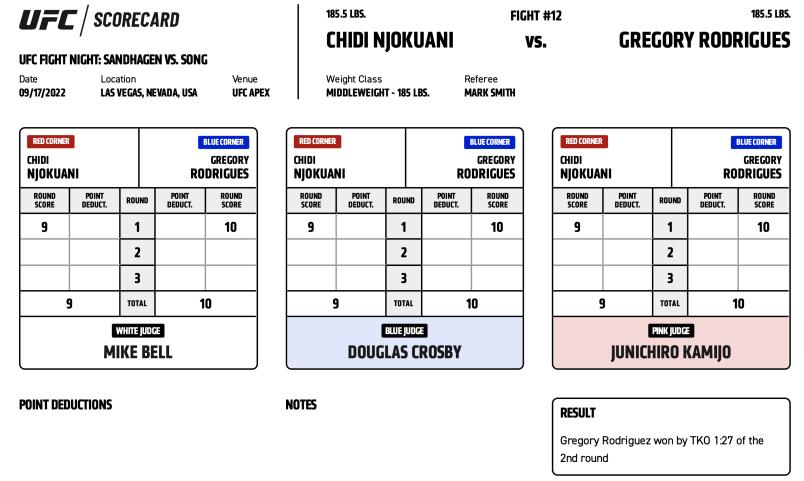 UFC / SCORECARD
UFC FIGHT NIGHT: SANDHAGEN VS. SONG
Date Location Venue
09/17/2022 LAS VEGAS, NEVADA, USA UFC APEX
185.5 LBS. FIGHT #12 185.5 LBS.
CHIDI NJOKUANI vs. GREGORY RODRIGUES
Weight Class Referee
MIDDLEWEIGHT - 185 LBS. MARK SMITH
RED CORNER BLUE CORNER
CHIDI GREGORY
NJOKUANI RODRIGUES
ROUND POINT ROUND POINT ROUND
SCORE DEDUCT. DEDUCT. SCORE
9 1 10
2
3
9 TOTAL 10
WHITE JUDGE
MIKE BELL
RED CORNER BLUE CORNER
CHIDI GREGORY
NJOKUANI RODRIGUES
ROUND POINT ROUND POINT ROUND
SCORE DEDUCT. DEDUCT. SCORE
9 1 10
2
3
9 TOTAL 10
BLUE JUDGE
DOUGLAS CROSBY
RED CORNER BLUE CORNER
CHIDI GREGORY
NJOKUANI RODRIGUES
ROUND POINT ROUND POINT ROUND
SCORE DEDUCT. DEDUCT. SCORE
9 1 10
2
3
9 TOTAL 10
PINK JUDGE
JUNICHIRO KAMIJO
POINT DEDUCTIONS
NOTES
RESULT
Gregory Rodriguez won by TKO 1:27 of the
2nd round